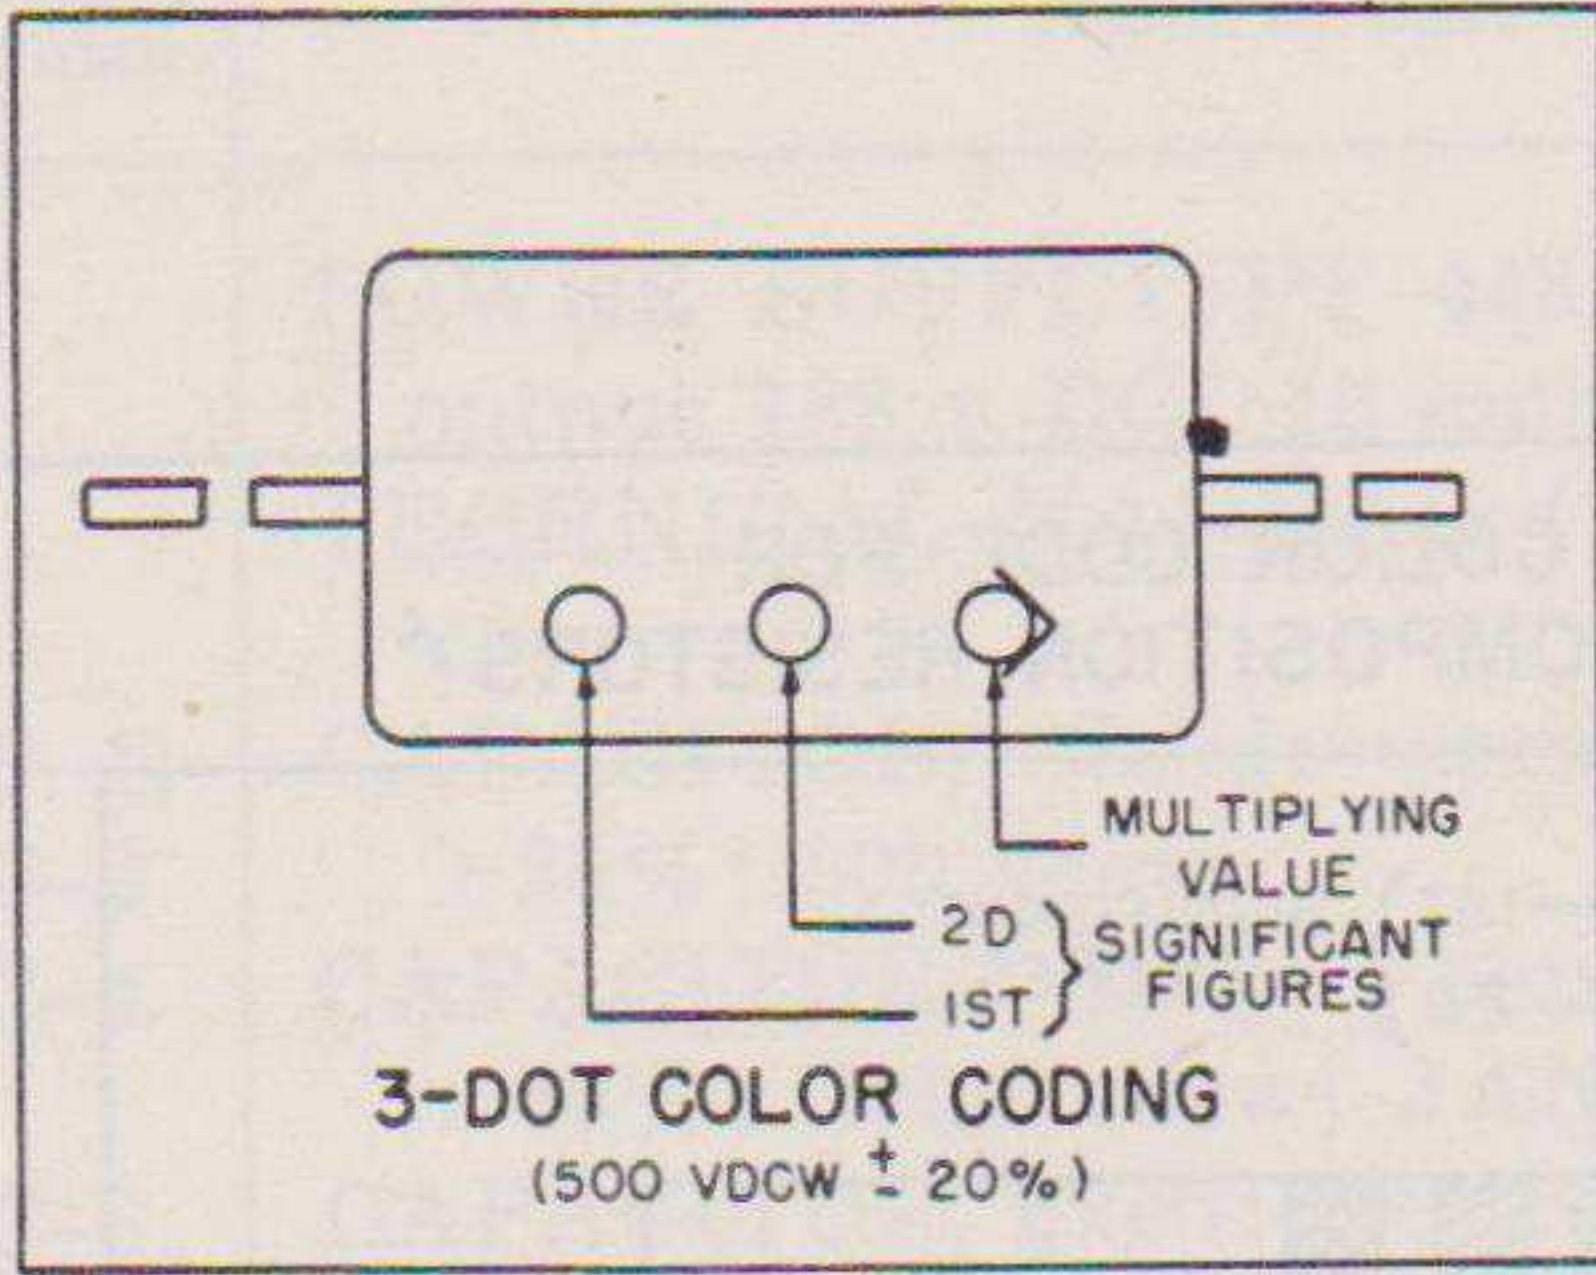 MULTIPLYING
VALUE
2D
SIGNIFICANT
FIGURES
1ST
3-DOT COLOR CODING
(500 VDCW ± 20%)